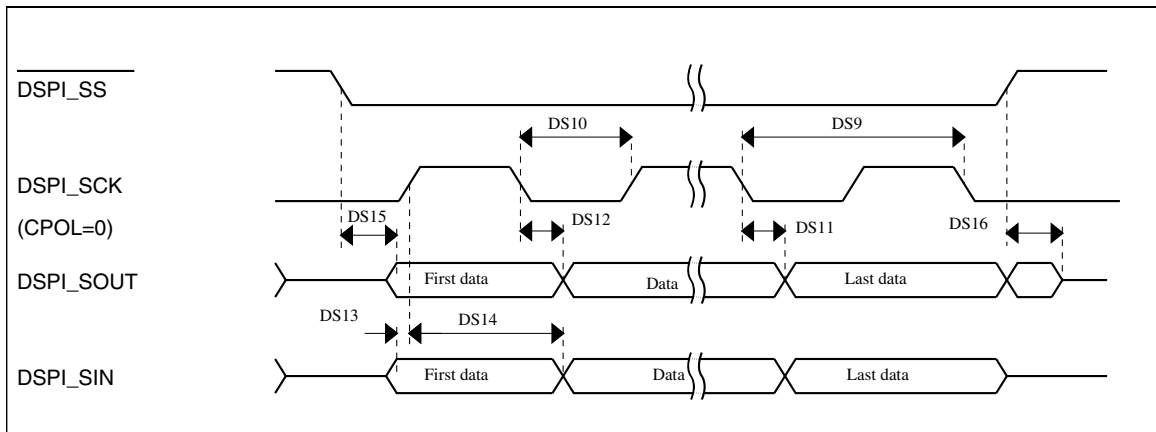 DSPI_SS
DS10
DS9
DSPI_SCK
(CPOL=0)
DS15
DS12
DS11
DS16
DSPI_SOUT
First data
Data
Last data
DS13
DS14
DSPI_SIN
First data
Data
Last data